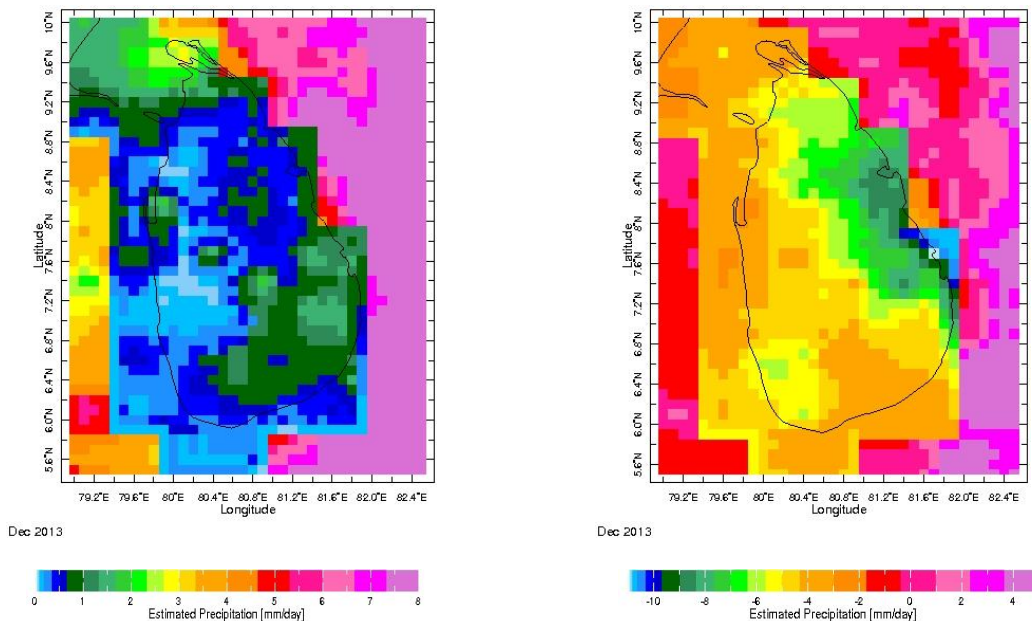 10°N
9.6°N
9.2°N
8.8°N
8.4°N
8°N
7.6°N
7.2°N
6.8°N
6.4°N
6.0°N
5.6°N
Latitude
79.2°E 79.6°E 80°E 80.4°E 80.8°E 81.2°E 81.6°E 82.0°E 82.4°E
Longitude
Dec 2013
0 1 2 3 4 5 6 7 8
Estimated Precipitation [mm/day]
10°N
9.6°N
9.2°N
8.8°N
8.4°N
8°N
7.6°N
7.2°N
6.8°N
6.4°N
6.0°N
5.6°N
Latitude
79.2°E 79.6°E 80°E 80.4°E 80.8°E 81.2°E 81.6°E 82.0°E 82.4°E
Longitude
Dec 2013
-10 -8 -6 -4 -2 0 2 4
Estimated Precipitation [mm/day]